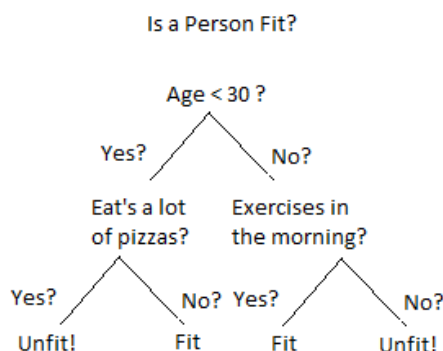 Is a Person Fit?
Age < 30 ?
Yes?
No?
Eat's a lot
of pizzas?
Exercises in
the morning?
Yes?
No?
Yes?
No?
Unfit!
Fit
Fit
Unfit!